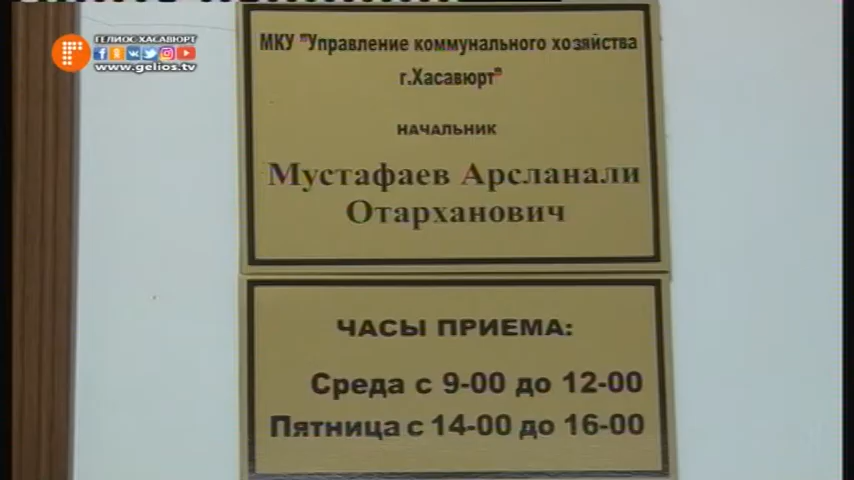 ГЕЛИОС-ХАСАВЮРТ
www.gelios.tv
МКУ "Управление коммунального хозяйства
г.Хасавюрт"
НАЧАЛЬНИК
Мустафаев Арсланали
Отарханович
ЧАСЫ ПРИЕМА:
Среда с 9-00 до 12-00
Пятница с 14-00 до 16-00